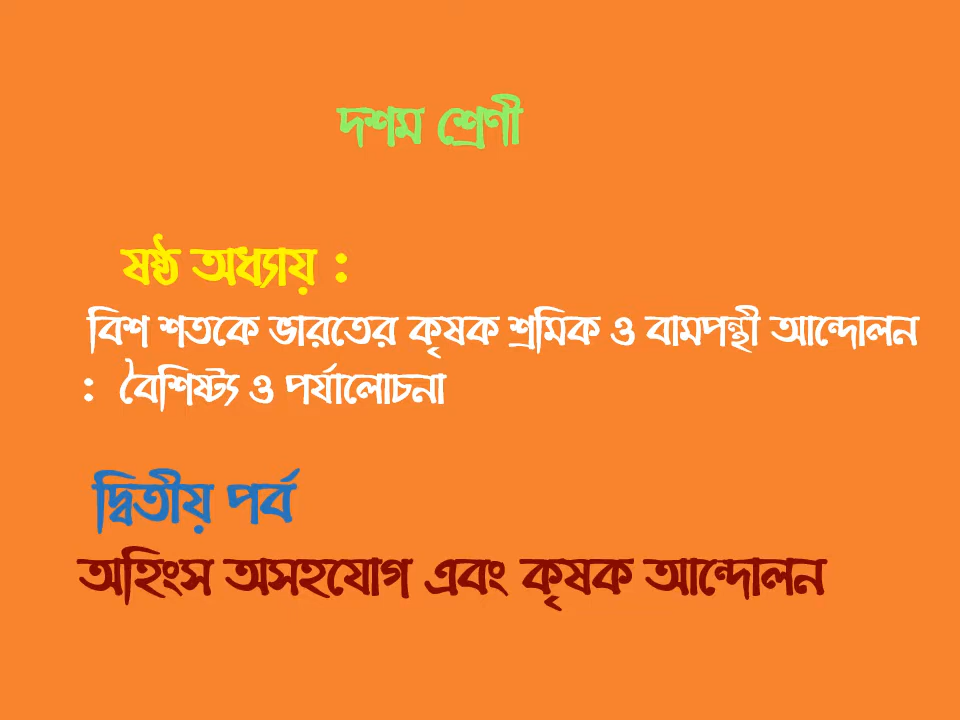 দশম শ্রেণী
ষষ্ঠ অধ্যায় :
বিশ শতকে ভারতের কৃষক শ্রমিক ও বামপন্থী আন্দোলন
: বৈশিষ্ট্য ও পর্যালোচনা
দ্বিতীয় পর্ব
অহিংস অসহযোগ এবং কৃষক আন্দোলন